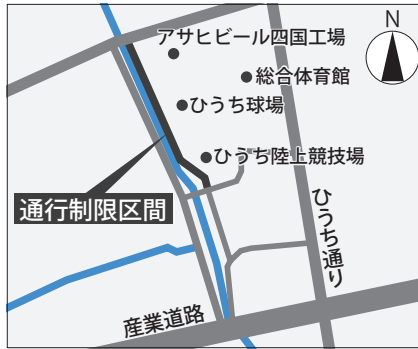 アサヒビール四国工場
N
総合体育館
ひうち球場
ひうち陸上競技場
通行制限区間
ひうち通り
産業道路